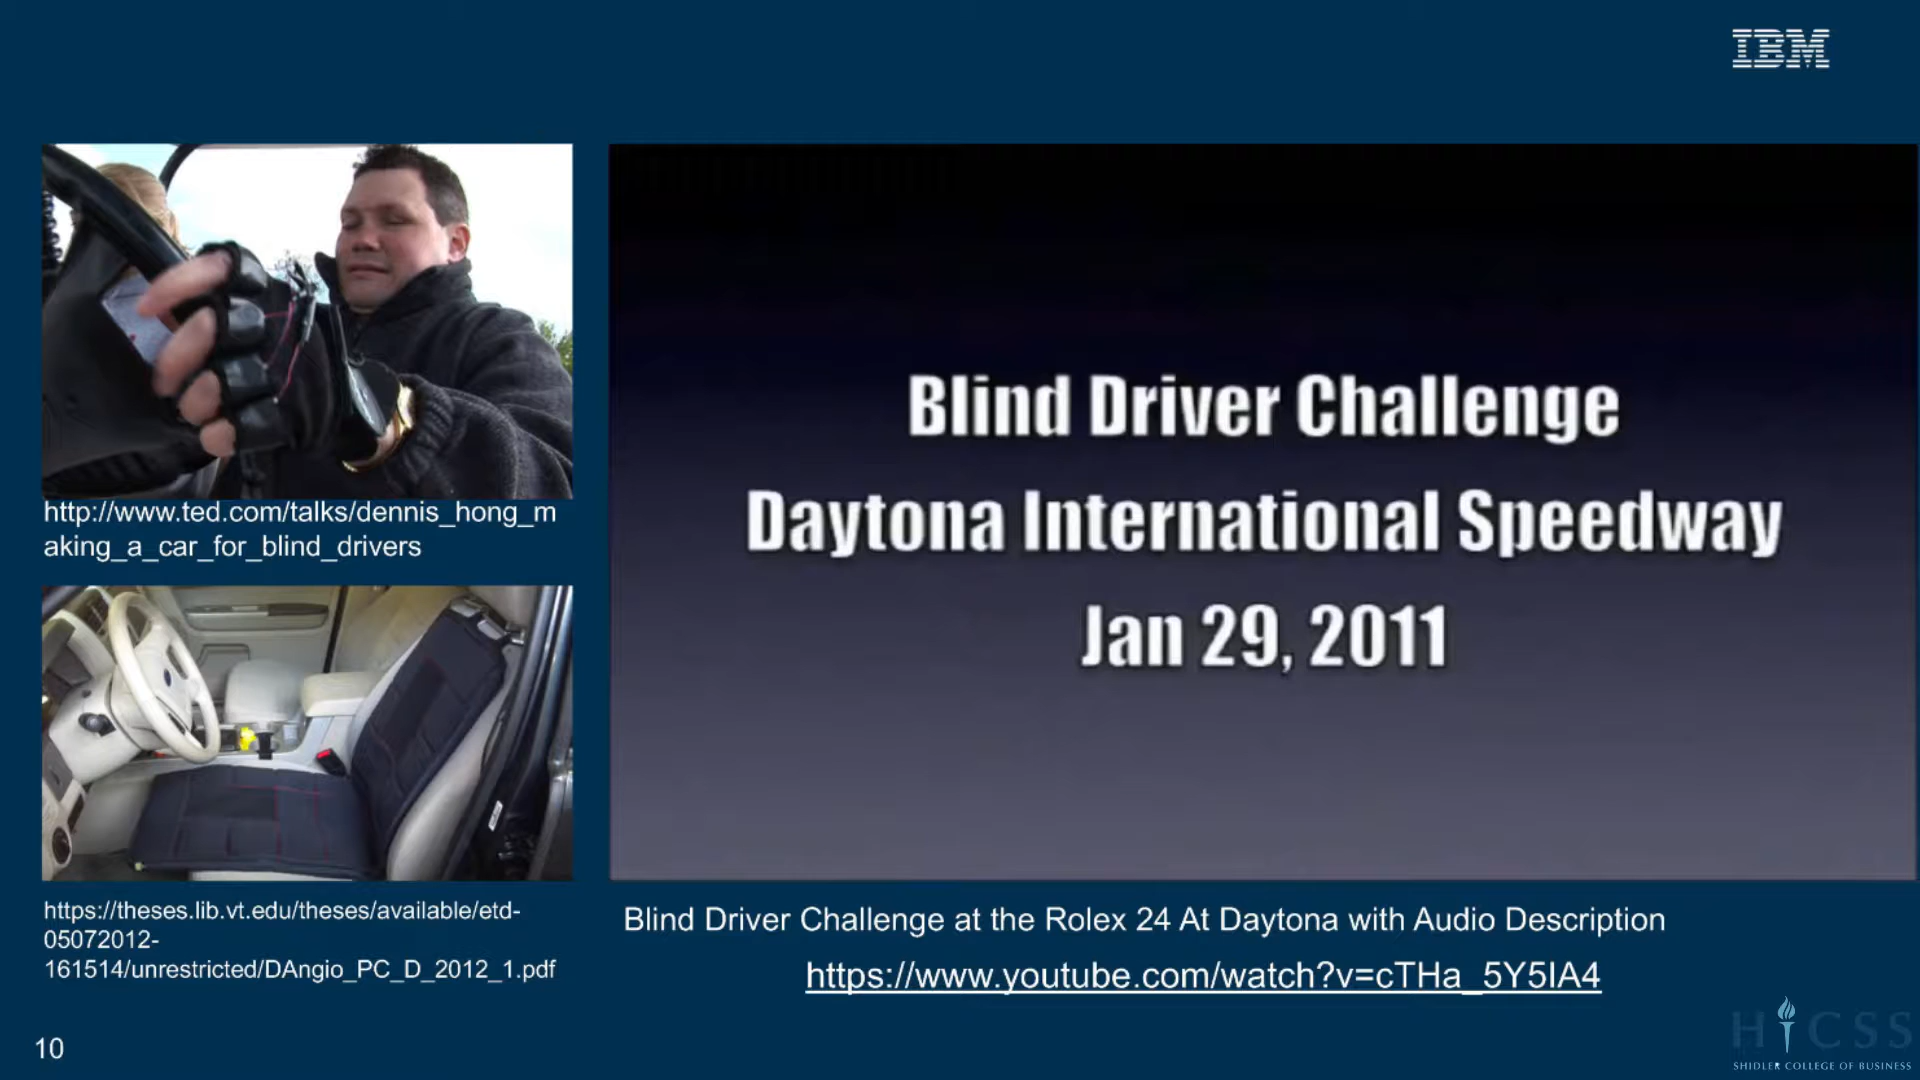 IBM
http://www.ted.com/talks/dennis_hong_m
aking_a_car_for_blind_drivers
https://theses.lib.vt.edu/theses/available/etd-
05072012-
161514/unrestricted/DAngio_PC_D_2012_1.pdf
Blind Driver Challenge
Daytona International Speedway
Jan 29, 2011
Blind Driver Challenge at the Rolex 24 At Daytona with Audio Description
https://www.youtube.com/watch?v=cTHa_5Y5IA4
10
HICSS
SHIDLER COLLEGE OF BUSINESS